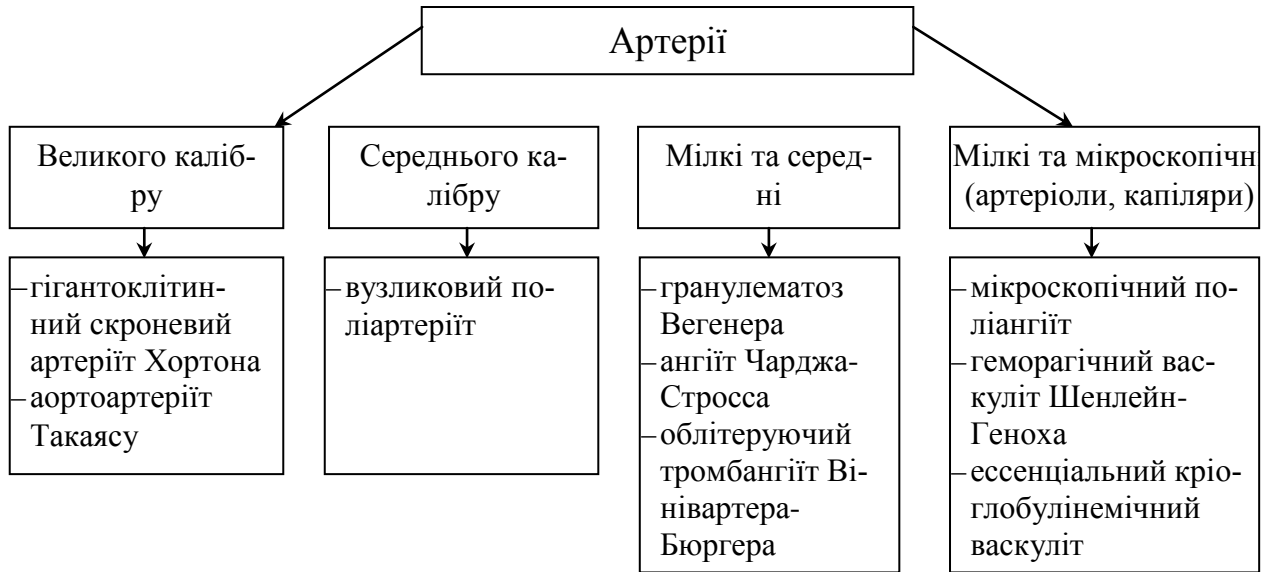 Артерії
Великого каліб-
ру
Середнього ка-
лібру
Мілкі та серед-
ні
Мілкі та мікроскопічн
(артеріоли, капіляри)
–гігантоклітин-
ний скроневий
артеріїт Хортона
–аортоартеріїт
Такаясу
–вузликовий по-
ліартеріїт
–гранулематоз
Вегенера
–ангіїт Чарджа-
Стросса
–облітеруючий
тромбангіїт Ві-
нівартера-
Бюргера
–мікроскопічний по-
ліангіїт
–геморагічний вас-
куліт Шенлейн-
Геноха
–ессенціальний кріо-
глобулінемічний
васкуліт